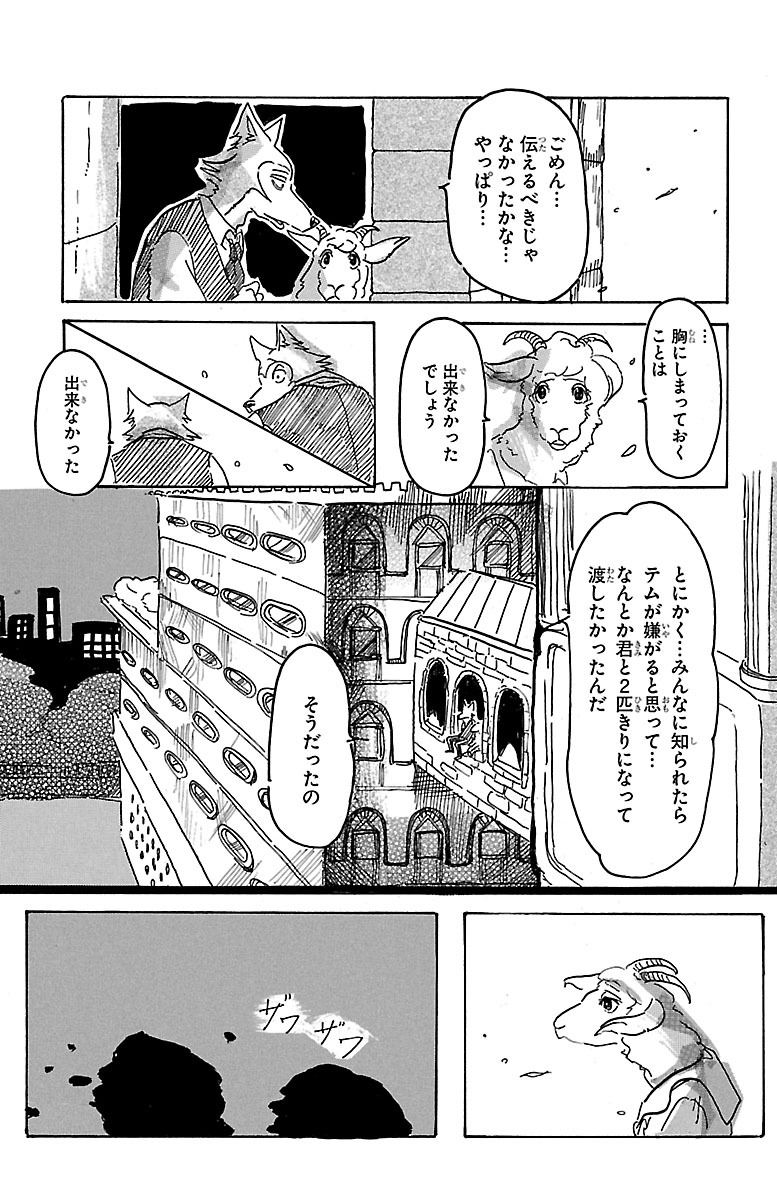 ごめん…
伝えるべきじゃ
なかったかな…
やっぱり…
…胸にしまっておく
ことは
出来なかった
でしょう
出来なかった
とにかく…みんなに知られたら
テムが嫌がると思って…
なんとか君と2匹きりになって
渡したかったんだ
そうだったの
ザワ
ザワ